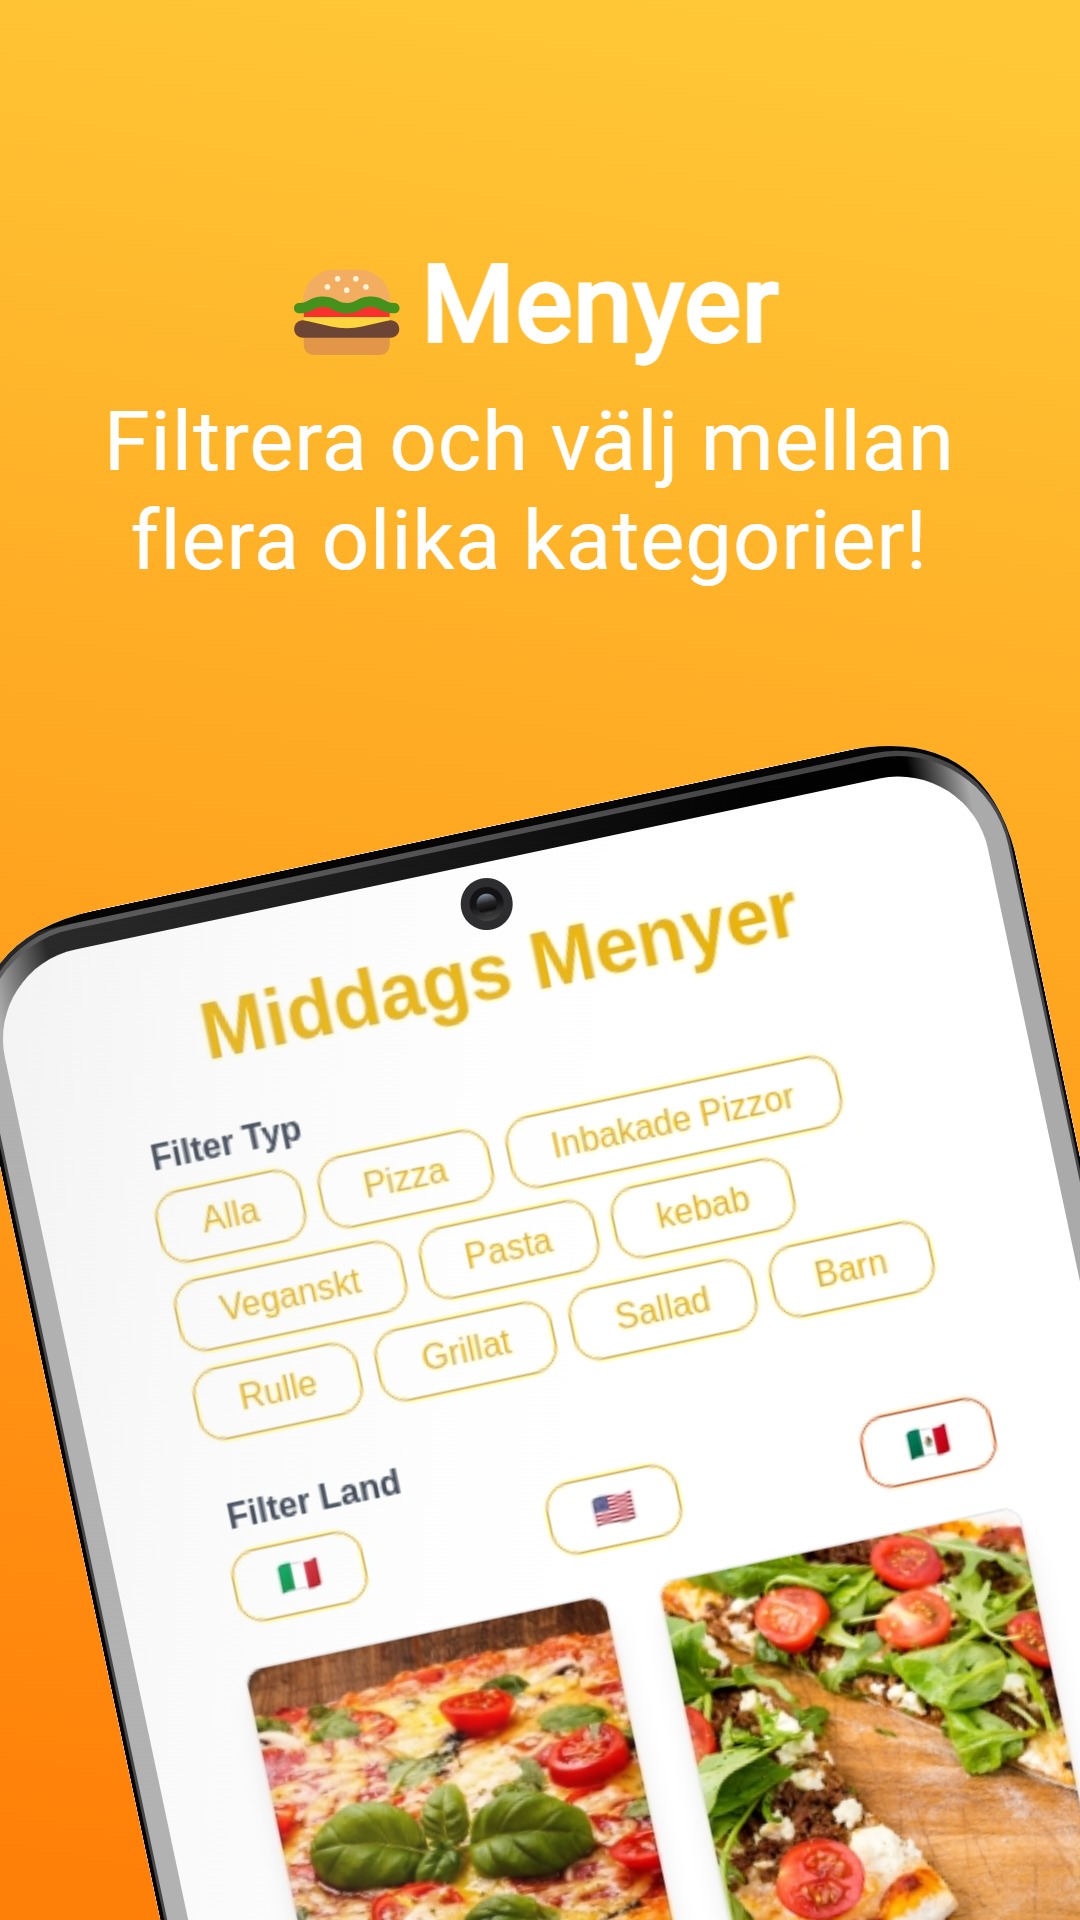 Menyer
Filtrera och välj mellan
flera olika kategorier!
Middags Menyer
Filter Typ
Alla Pizza Inbakade Pizzor
Veganskt Pasta kebab
Rulle Grillat Sallad Barn
Filter Land